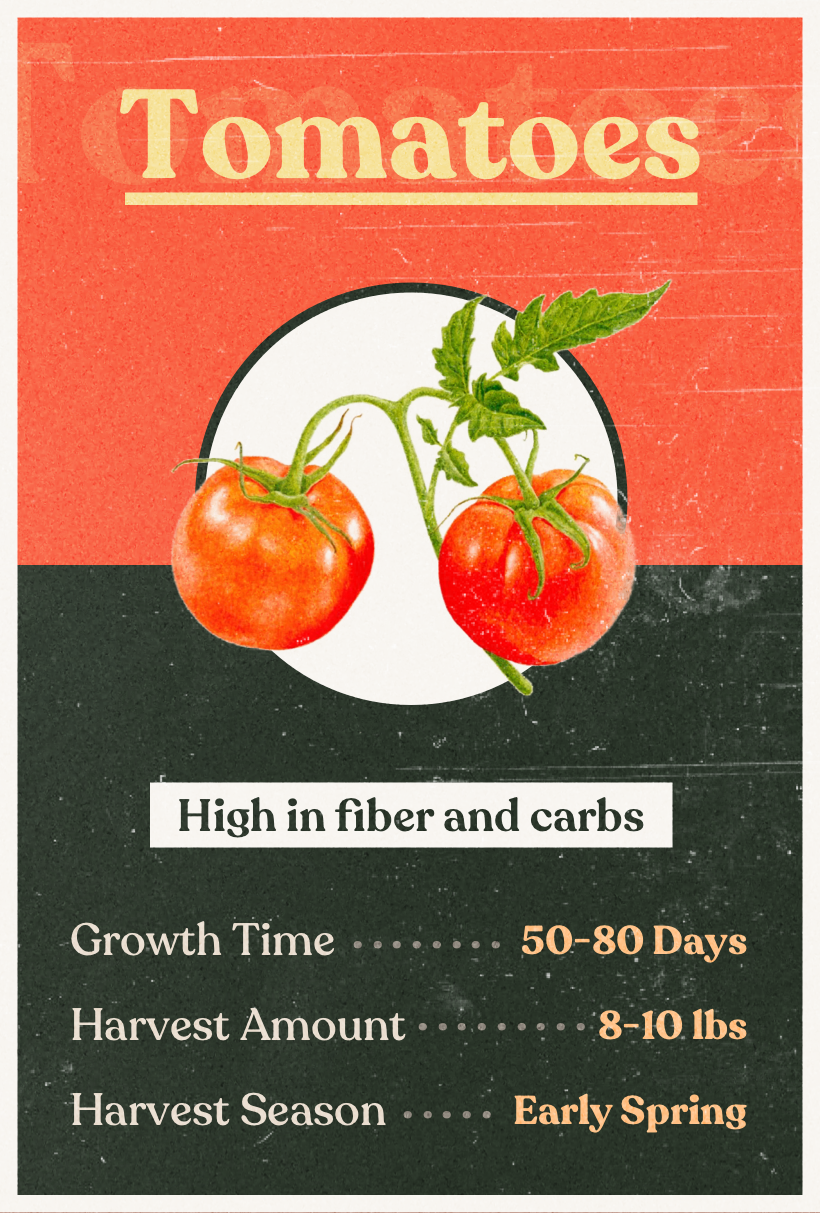 Tomatoes
Tomatoes
High in fiber and carbs
Growth Time ········ 50-80 Days
Harvest Amount ········· 8-10 lbs
Harvest Season ····· Early Spring